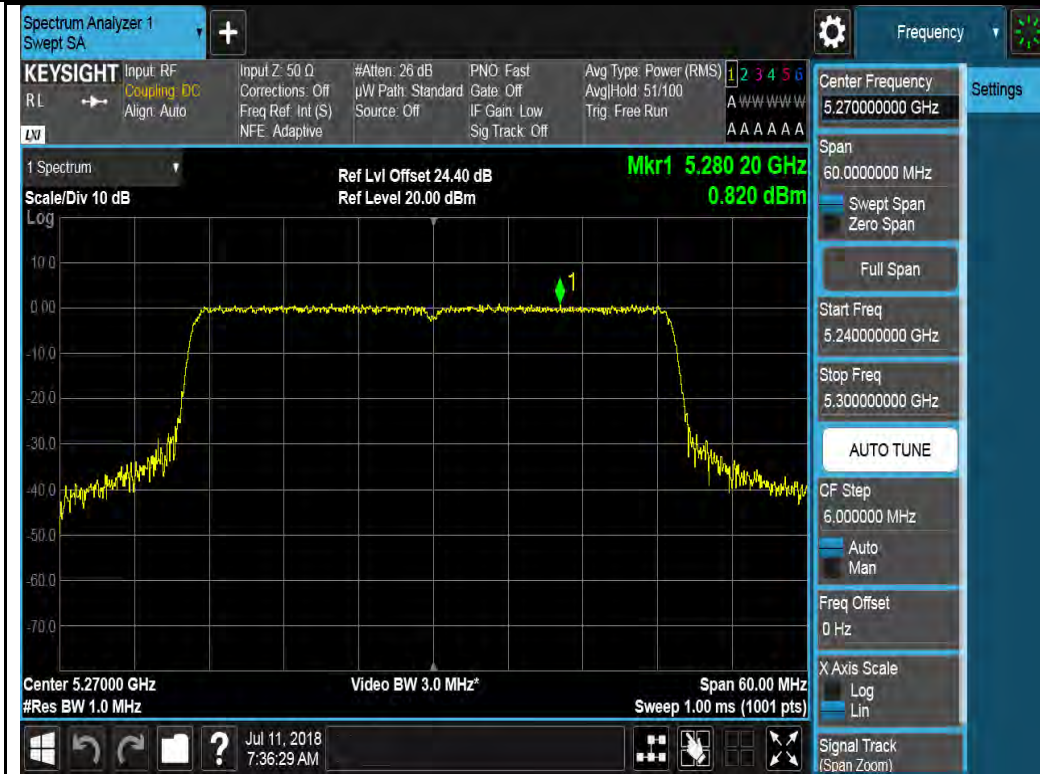 Spectrum Analyzer 1
Swept SA
+
Frequency
KEYSIGHT
RL
LXI
Input: RF
Coupling: DC
Align: Auto
Input Z: 50 Ω
Corrections: Off
Freq Ref: Int (S)
NFE: Adaptive
#Atten: 26 dB
µW Path: Standard
Source: Off
PNO: Fast
Gate: Off
IF Gain: Low
Sig Track: Off
Avg Type: Power (RMS)
Avg|Hold: 51/100
Trig: Free Run
1 2 3 4 5 6
A W W W W W
A A A A A A
1 Spectrum
Scale/Div 10 dB
Ref Lvl Offset 24.40 dB
Ref Level 20.00 dBm
Mkr1 5.280 20 GHz
0.820 dBm
Log
10.0
0.00
-10.0
-20.0
-30.0
-40.0
-50.0
-60.0
-70.0
1
Center 5.27000 GHz
#Res BW 1.0 MHz
Video BW 3.0 MHz*
Span 60.00 MHz
Sweep 1.00 ms (1001 pts)
?
Jul 11, 2018
7:36:29 AM
Center Frequency
5.270000000 GHz
Settings
Span
60.0000000 MHz
Swept Span
Zero Span
Full Span
Start Freq
5.240000000 GHz
Stop Freq
5.300000000 GHz
AUTO TUNE
CF Step
6.000000 MHz
Auto
Man
Freq Offset
0 Hz
X Axis Scale
Log
Lin
Signal Track
(Span Zoom)